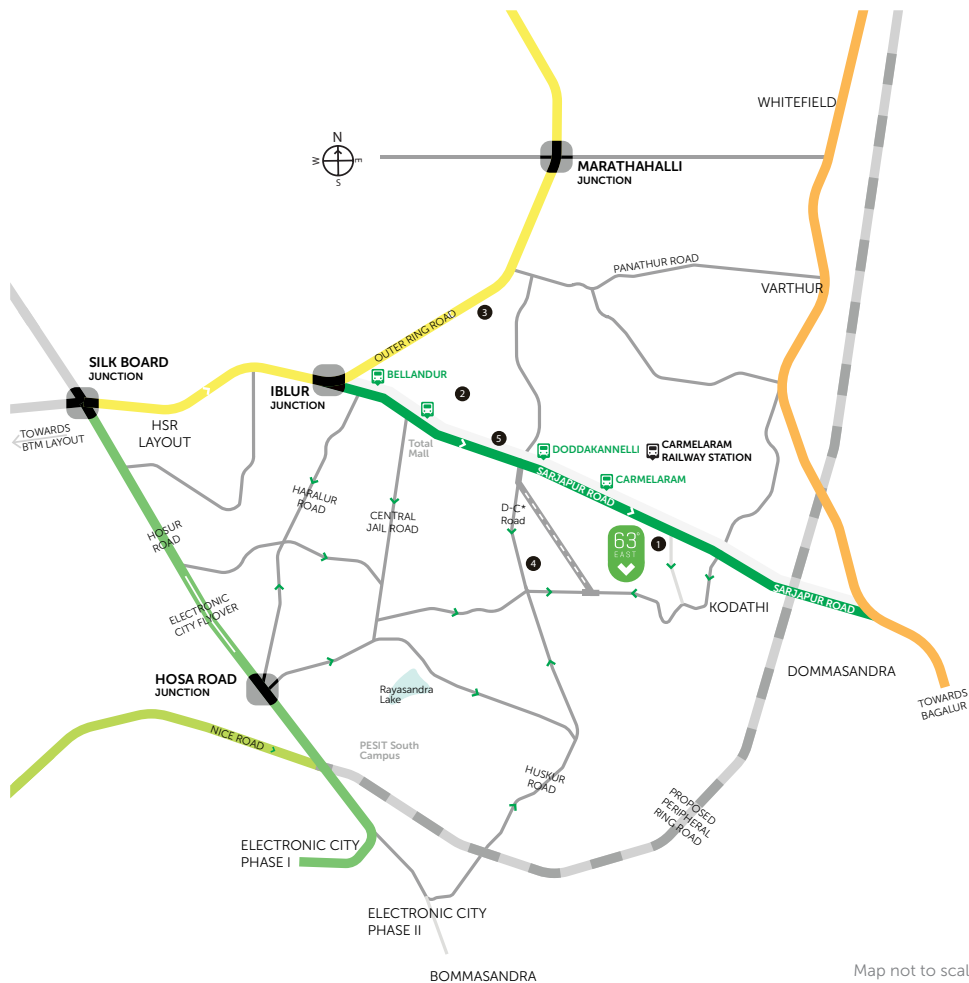 WHITEFIELD
N
W
E
S
MARATHAHALLI
JUNCTION
PANATHUR ROAD
VARTHUR
3
OUTER RING ROAD
SILK BOARD
JUNCTION
BELLANDUR
IBLUR
JUNCTION
2
TOWARDS
BTM LAYOUT
HSR
LAYOUT
Total
Mall
5
DODDAKANNELLI
CARMELARAM
RAILWAY STATION
SARJAPUR ROAD
CARMELARAM
HARALUR
ROAD
CENTRAL
JAIL ROAD
D-C*
Road
HOSUR
ROAD
63°
EAST
1
4
ELECTRONIC
CITY FLYOVER
KODATHI
SARJAPUR ROAD
HOSA ROAD
JUNCTION
Rayasandra
Lake
DOMMASANDRA
TOWARDS
BAGALUR
NICE ROAD
PESIT South
Campus
HUSKUR
ROAD
PROPOSED
PERIPHERAL
RING ROAD
ELECTRONIC CITY
PHASE I
ELECTRONIC CITY
PHASE II
BOMMASANDRA
Map not to scal